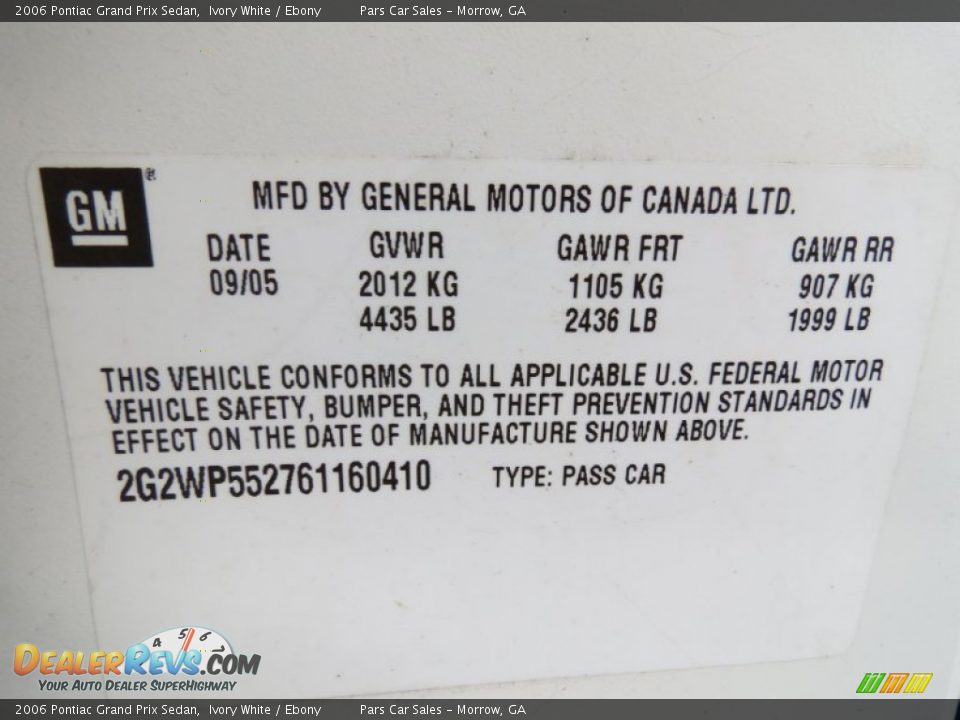 2006 Pontiac Grand Prix Sedan, Ivory White / Ebony Pars Car Sales - Morrow, GA
GM®
MFD BY GENERAL MOTORS OF CANADA LTD.
DATE GVWR GAWR FRT GAWR RR
09/05 2012 KG 1105 KG 907 KG
4435 LB 2436 LB 1999 LB
THIS VEHICLE CONFORMS TO ALL APPLICABLE U.S. FEDERAL MOTOR
VEHICLE SAFETY, BUMPER, AND THEFT PREVENTION STANDARDS IN
EFFECT ON THE DATE OF MANUFACTURE SHOWN ABOVE.
2G2WP552761160410 TYPE: PASS CAR
4 5 6 7
DEALERREVS.COM
YOUR AUTO DEALER SUPERHIGHWAY
2006 Pontiac Grand Prix Sedan, Ivory White / Ebony Pars Car Sales - Morrow, GA